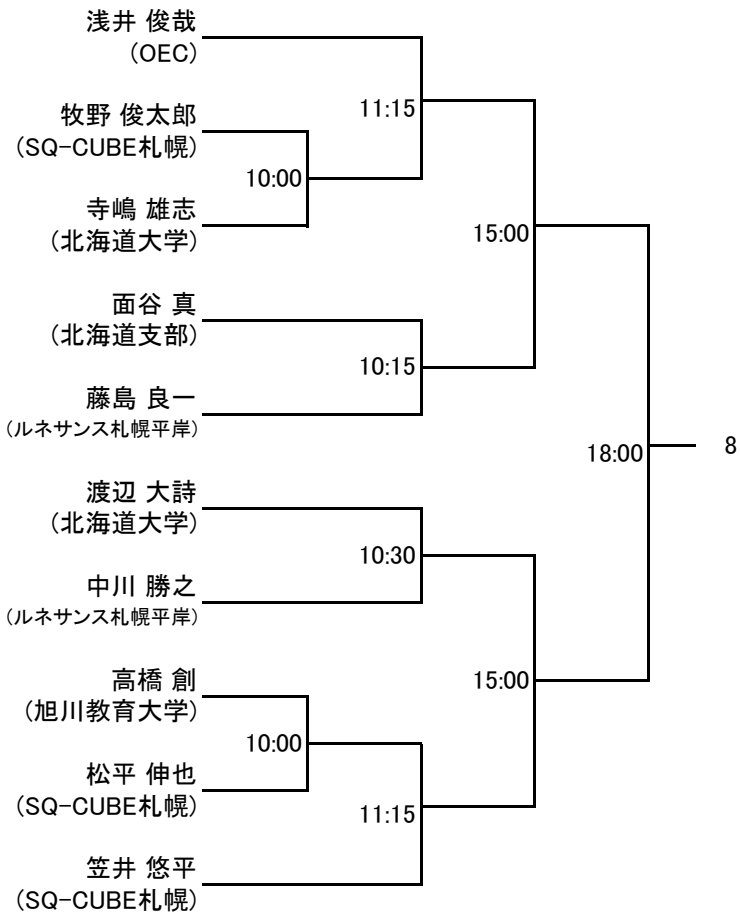 浅井 俊哉
(OEC)
11:15
牧野 俊太郎
(SQ-CUBE札幌)
10:00
寺嶋 雄志
(北海道大学)
15:00
面谷 真
(北海道支部)
10:15
藤島 良一
(ルネサンス札幌平岸)
18:00
8
渡辺 大詩
(北海道大学)
10:30
中川 勝之
(ルネサンス札幌平岸)
15:00
高橋 創
(旭川教育大学)
10:00
松平 伸也
(SQ-CUBE札幌)
11:15
笠井 悠平
(SQ-CUBE札幌)